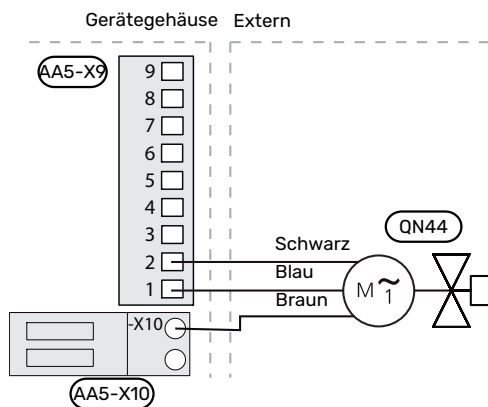 Gerätegehäuse Extern
AA5-X9
9
8
7
6
5
4
3
2
1
Schwarz
Blau
Braun
QN44
M ~
1
-X10
AA5-X10